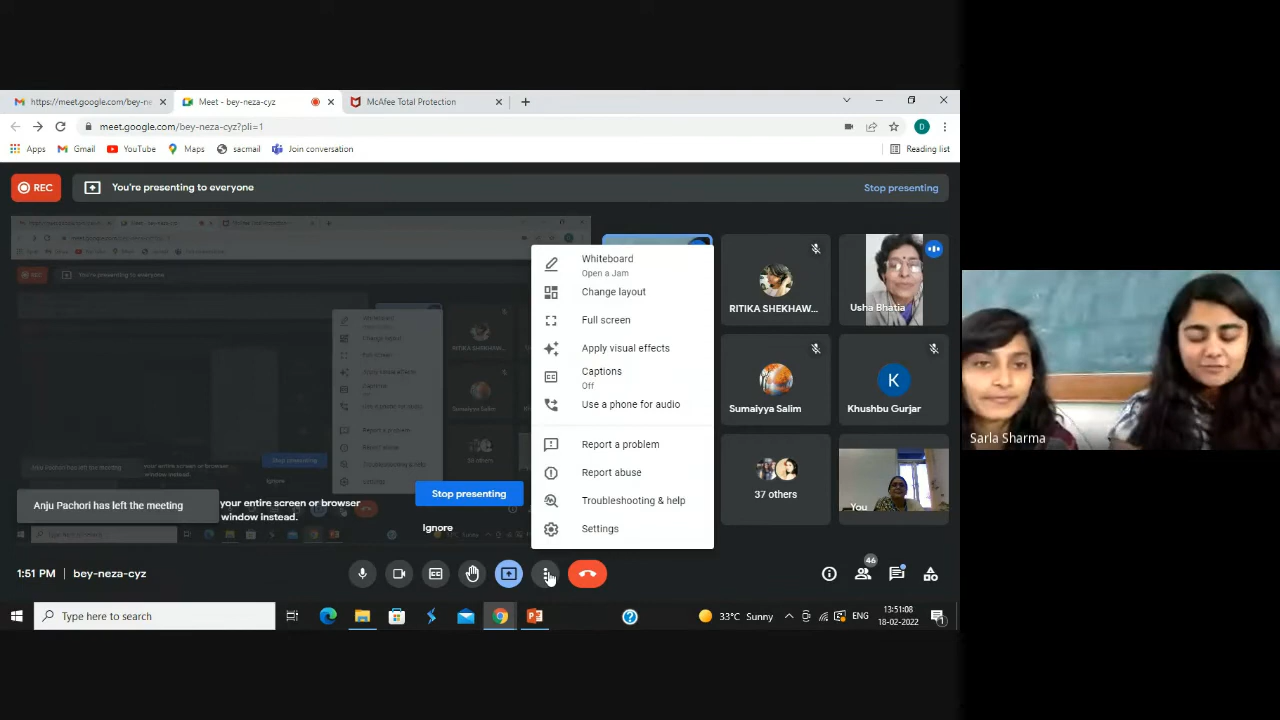 https://meet.google.com/bey-ne
Meet - bey-neza-cyz
McAfee Total Protection
meet.google.com/bey-neza-cyz?pli=1
Apps
Gmail
YouTube
Maps
sacmail
Join conversation
Reading list
REC
You're presenting to everyone
Stop presenting
Whiteboard
Open a Jam
Change layout
Full screen
Apply visual effects
Captions
Off
Use a phone for audio
Report a problem
Report abuse
Troubleshooting & help
Settings
RITIKA SHEKHAW...
Usha Bhatia
Sumaiyya Salim
K
Khushbu Gurjar
37 others
You
Sarla Sharma
Anju Pachori has left the meeting
your entire screen or browser
window instead.
Stop presenting
Ignore
1:51 PM | bey-neza-cyz
46
Type here to search
33°C Sunny
ENG
13:51:08
18-02-2022
1
D